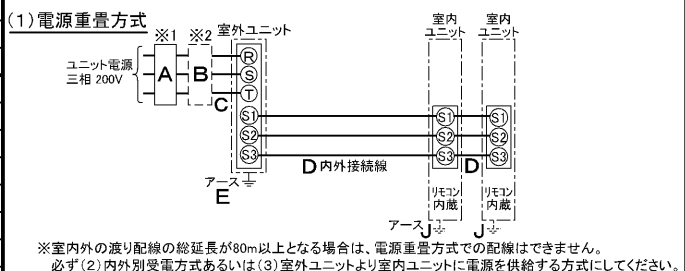 (1)電源重畳方式
※1 ※2 室外ユニット
室内ユニット
室内ユニット
ユニット電源
三相 200V
A
B
C
R
S
T
S1
S2
S3
S1
S2
S3
S1
S2
S3
D 内外接続線
D
アース
E
リモコン
内蔵
リモコン
内蔵
アース J
J
※室内外の渡り配線の総延長が80m以上となる場合は、電源重畳方式での配線はできません。
必ず(2)内外別受電方式あるいは(3)室外ユニットより室内ユニットに電源を供給する方式にしてください。